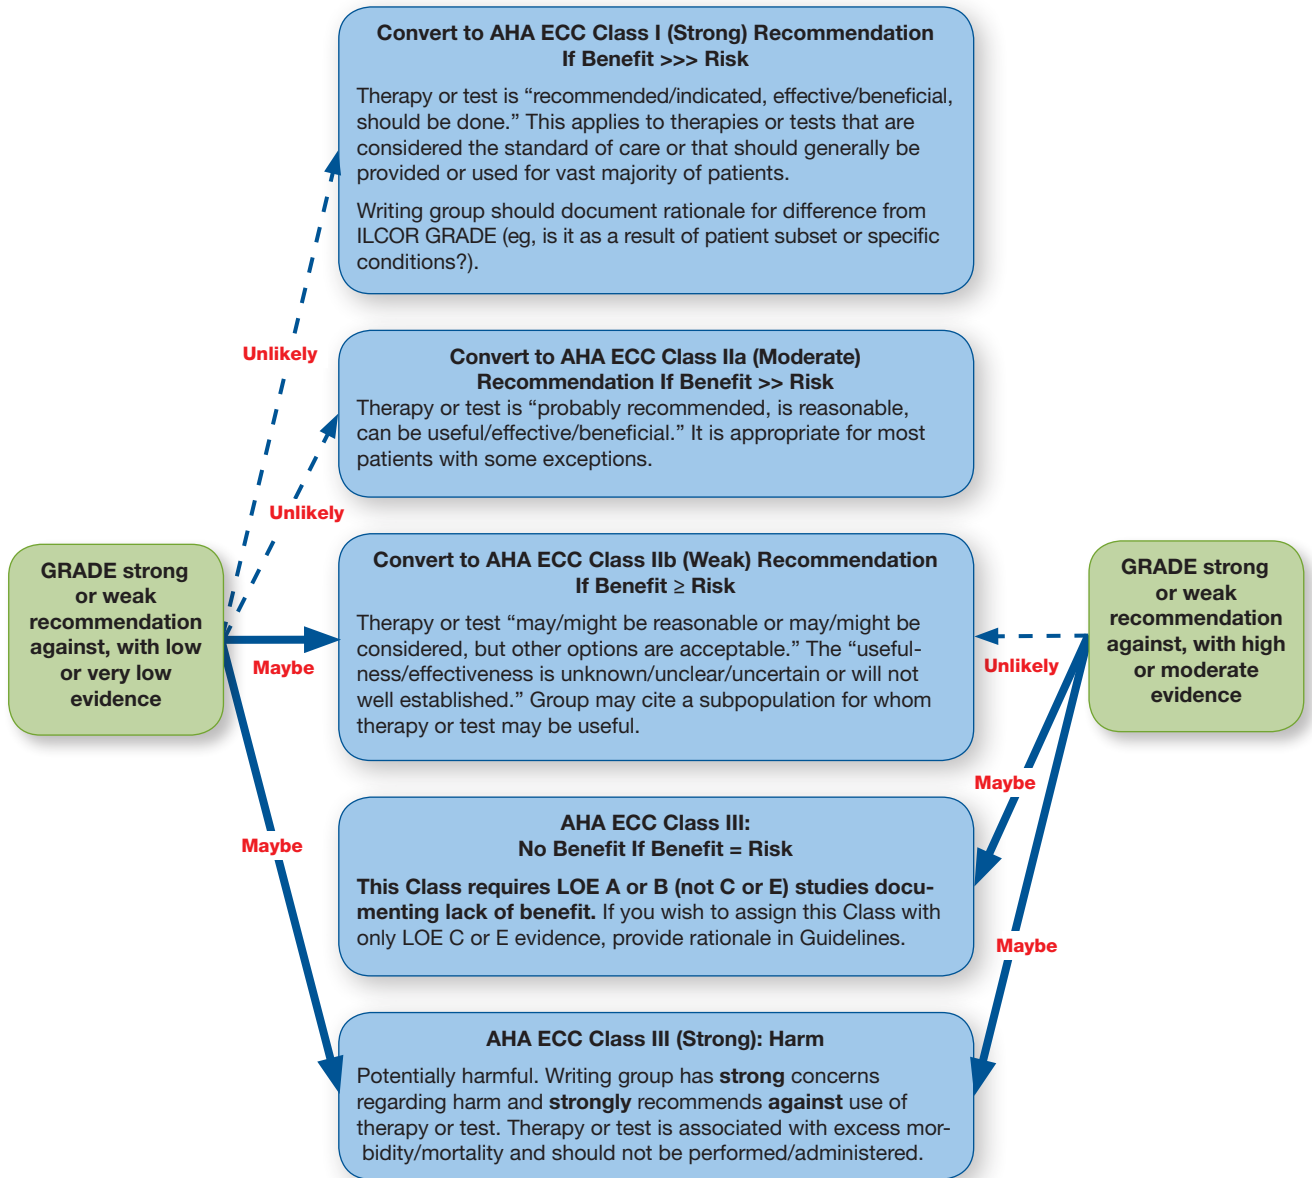 Convert to AHA ECC Class I (Strong) Recommendation
If Benefit >>> Risk
Therapy or test is “recommended/indicated, effective/beneficial,
should be done.” This applies to therapies or tests that are
considered the standard of care or that should generally be
provided or used for vast majority of patients.
Writing group should document rationale for difference from
ILCOR GRADE (eg, is it as a result of patient subset or specific
conditions?).
Unlikely
Convert to AHA ECC Class IIa (Moderate)
Recommendation If Benefit >> Risk
Therapy or test is “probably recommended, is reasonable,
can be useful/effective/beneficial.” It is appropriate for most
patients with some exceptions.
Unlikely
GRADE strong
or weak
recommendation
against, with low
or very low
evidence
Convert to AHA ECC Class IIb (Weak) Recommendation
If Benefit ≥ Risk
Therapy or test “may/might be reasonable or may/might be
considered, but other options are acceptable.” The “useful-
ness/effectiveness is unknown/unclear/uncertain or will not
well established.” Group may cite a subpopulation for whom
therapy or test may be useful.
GRADE strong
or weak
recommendation
against, with high
or moderate
evidence
Maybe
Unlikely
Maybe
AHA ECC Class III:
No Benefit If Benefit = Risk
This Class requires LOE A or B (not C or E) studies docu-
menting lack of benefit. If you wish to assign this Class with
only LOE C or E evidence, provide rationale in Guidelines.
Maybe
Maybe
AHA ECC Class III (Strong): Harm
Potentially harmful. Writing group has strong concerns
regarding harm and strongly recommends against use of
therapy or test. Therapy or test is associated with excess mor-
bidity/mortality and should not be performed/administered.